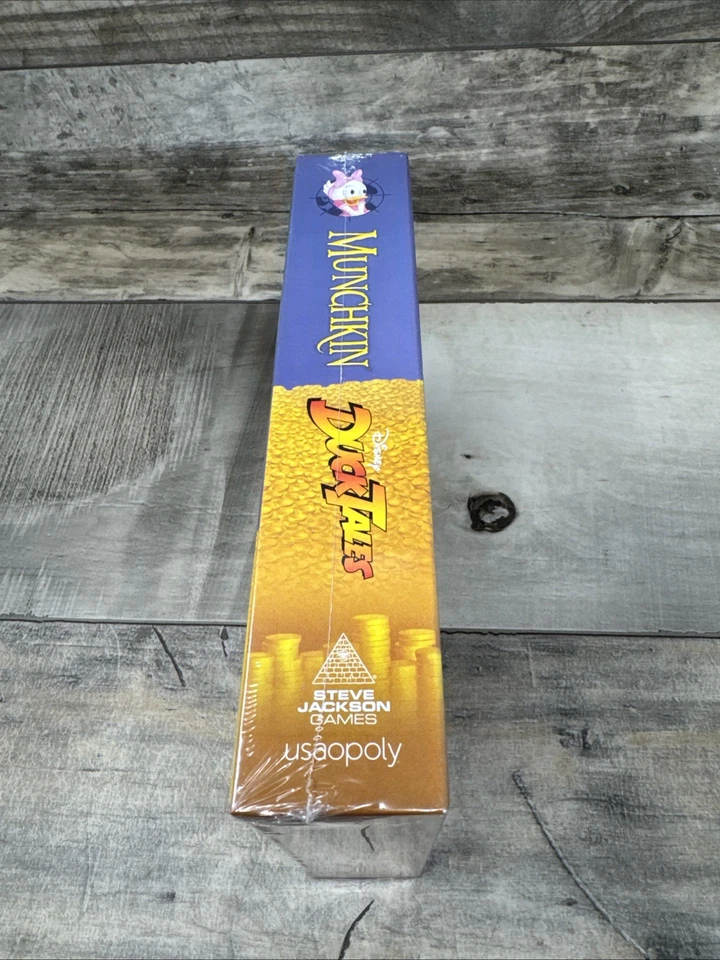 MUNCHKIN
Disney
DUCKTALES
STEVE
JACKSON
GAMES
usaopoly